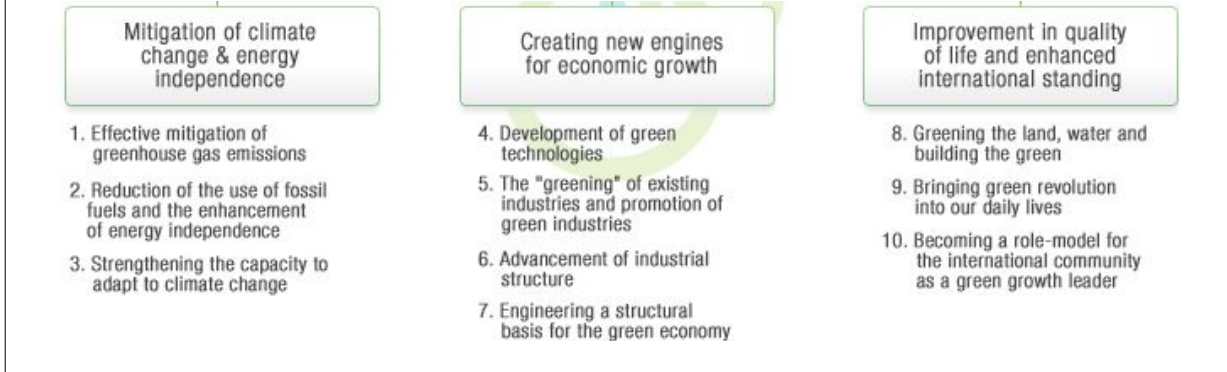 Mitigation of climate
change & energy
independence
1. Effective mitigation of
greenhouse gas emissions
2. Reduction of the use of fossil
fuels and the enhancement
of energy independence
3. Strengthening the capacity to
adapt to climate change
Creating new engines
for economic growth
4. Development of green
technologies
5. The "greening" of existing
industries and promotion of
green industries
6. Advancement of industrial
structure
7. Engineering a structural
basis for the green economy
Improvement in quality
of life and enhanced
international standing
8. Greening the land, water and
building the green
9. Bringing green revolution
into our daily lives
10. Becoming a role-model for
the international community
as a green growth leader